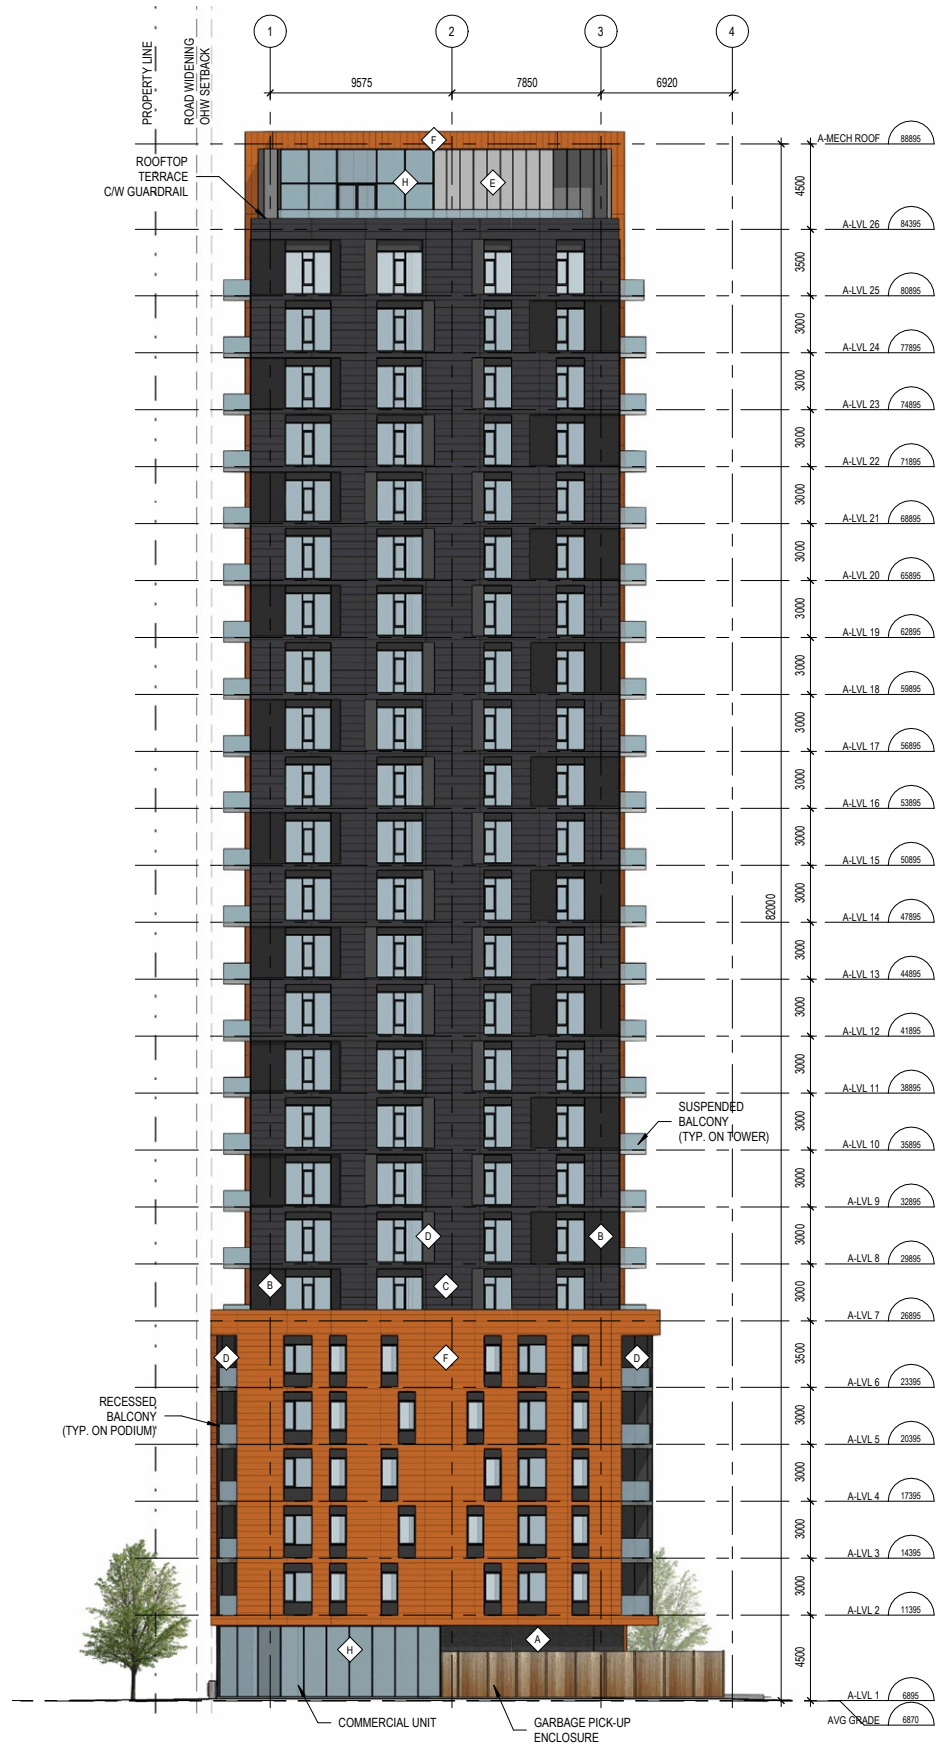 1
2
3
4
PROPERTY LINE
ROAD WIDENING
OHW SETBACK
9575
7850
6920
A-MECH ROOF 88895
F
ROOFTOP
TERRACE
C/W GUARDRAIL
H
E
4500
A-LVL 26 84395
3500
A-LVL 25 80895
3000
A-LVL 24 77895
3000
A-LVL 23 74895
3000
A-LVL 22 71895
3000
A-LVL 21 68895
3000
A-LVL 20 65895
3000
A-LVL 19 62895
3000
A-LVL 18 59895
3000
A-LVL 17 56895
3000
A-LVL 16 53895
3000
A-LVL 15 50895
3000
82000
A-LVL 14 47895
3000
A-LVL 13 44895
3000
A-LVL 12 41895
3000
A-LVL 11 38895
SUSPENDED
BALCONY
(TYP. ON TOWER)
3000
A-LVL 10 35895
3000
A-LVL 9 32895
D
B
3000
A-LVL 8 29895
B
C
3000
A-LVL 7 26895
D
F
D
3500
A-LVL 6 23395
RECESSED
BALCONY
(TYP. ON PODIUM)
3000
A-LVL 5 20395
3000
A-LVL 4 17395
3000
A-LVL 3 14395
3000
A-LVL 2 11395
H
A
4500
A-LVL 1 6895
AVG GRADE 6870
COMMERCIAL UNIT
GARBAGE PICK-UP
ENCLOSURE